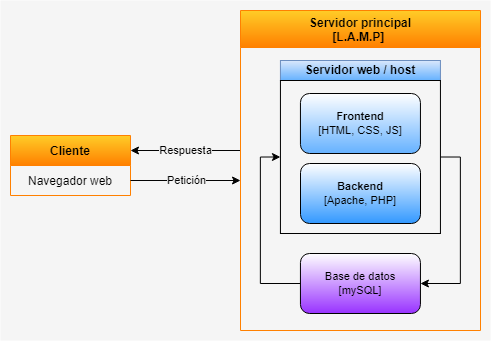 Servidor principal
[L.A.M.P]
Servidor web / host
Frontend
[HTML, CSS, JS]
Cliente
Respuesta
Navegador web
Petición
Backend
[Apache, PHP]
Base de datos
[mySQL]